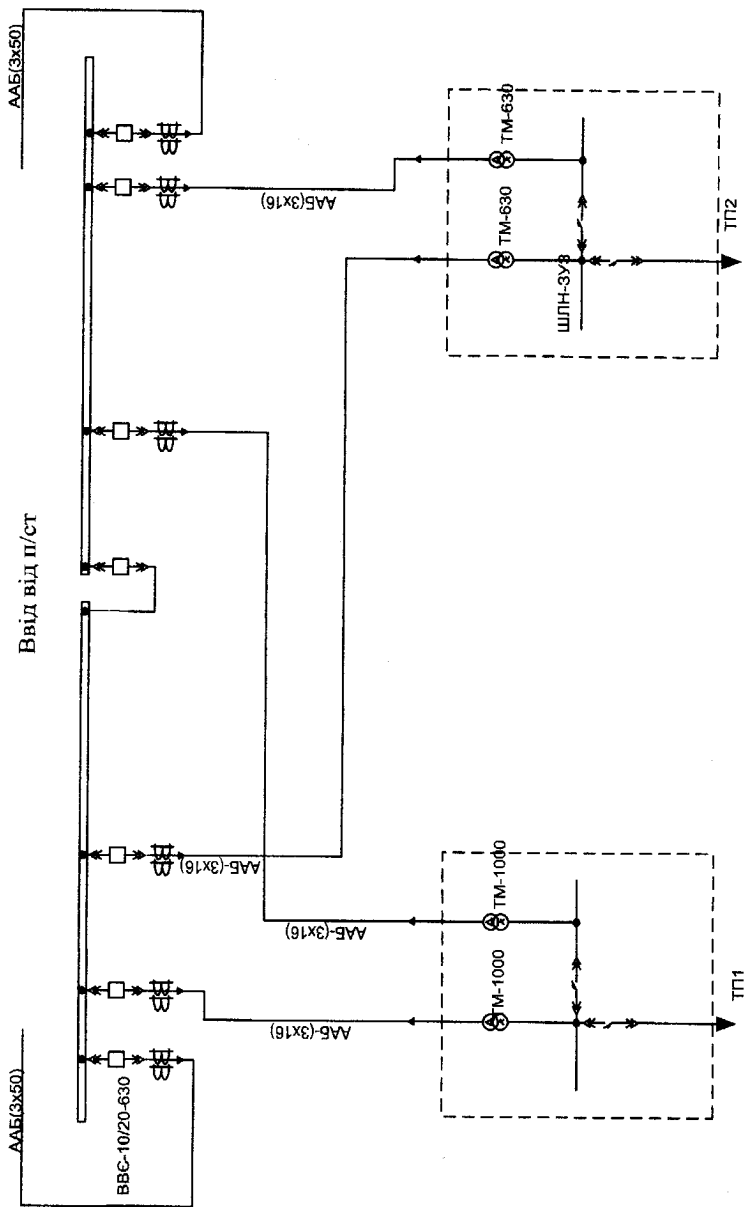 Ввід від п/ст
ААБ(3х50)
ААБ(3х50)
ВВЄ-10/20-630
ААБ-(3х16)
ААБ-(3х16)
ААБ-(3х16)
ААБ(3х16)
ТМ-1000
ТМ-1000
ТМ-630
ТМ-630
ШЛН-ЗУЗ
ТП1
ТП2